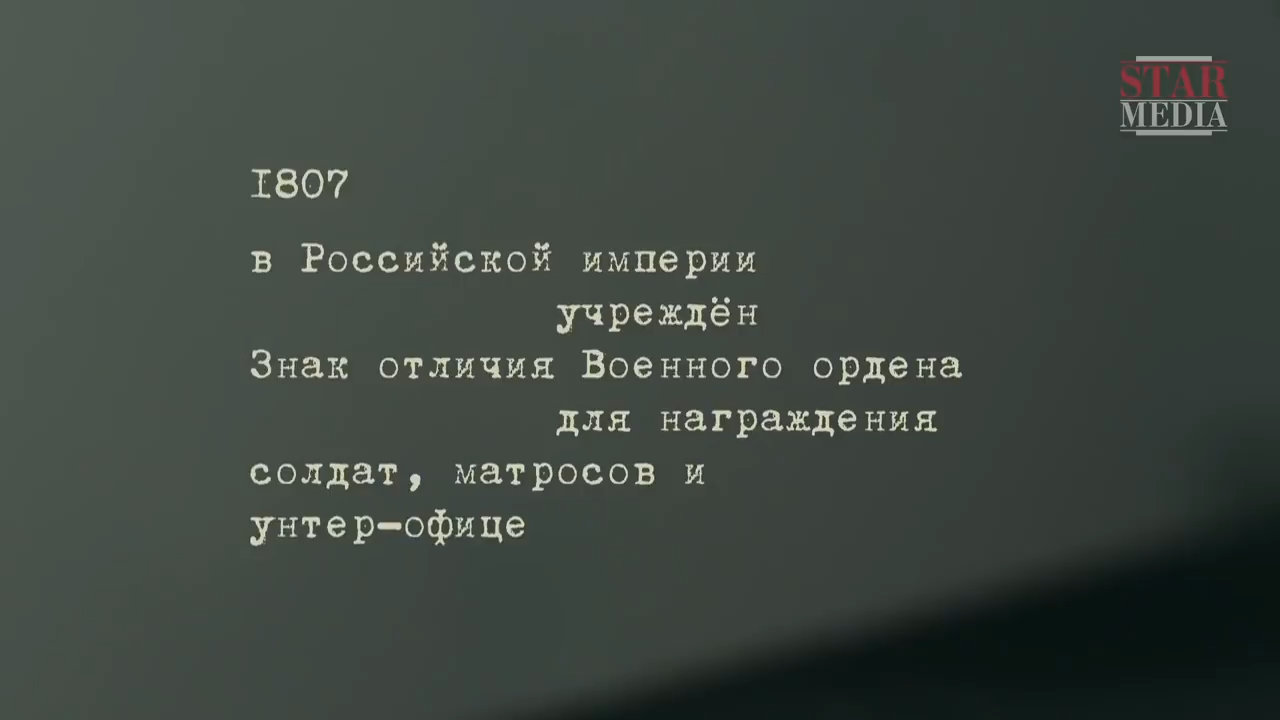 STAR
MEDIA
1807
в Российской империи
учреждён
Знак отличия Военного ордена
для награждения
солдат, матросов и
унтер-офице